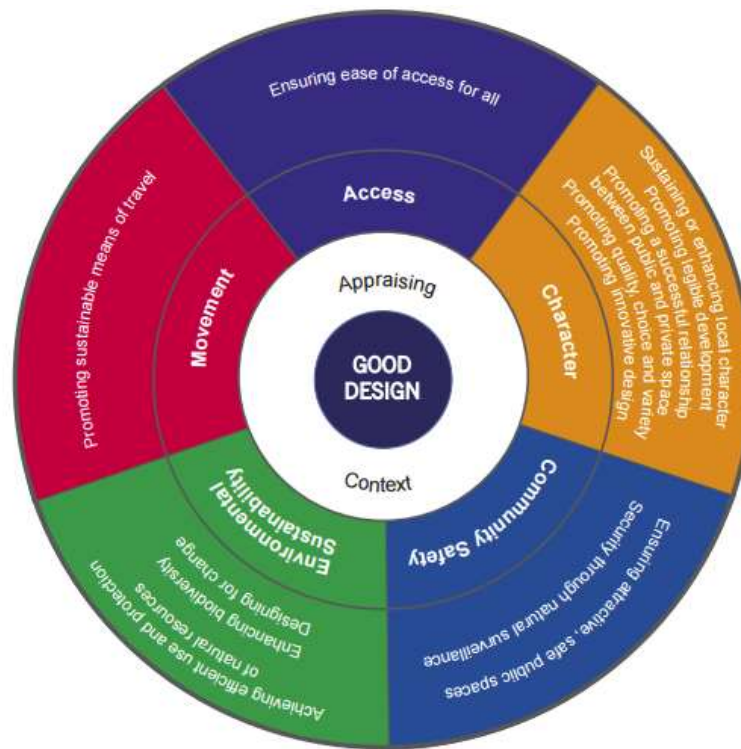 Ensuring ease of access for all
Access
Sustaining or enhancing local character
Promoting legible development
Promoting a successful relationship
between public and private space
Promoting quality, choice and variety
Promoting innovative design
Character
Community Safety
Ensuring attractive, safe public spaces
Security through natural surveillance
Environmental
Sustainability
Achieving efficient use and protection
of natural resources
Enhancing biodiversity
Designing for change
Movement
Promoting sustainable means of travel
Appraising
GOOD
DESIGN
Context